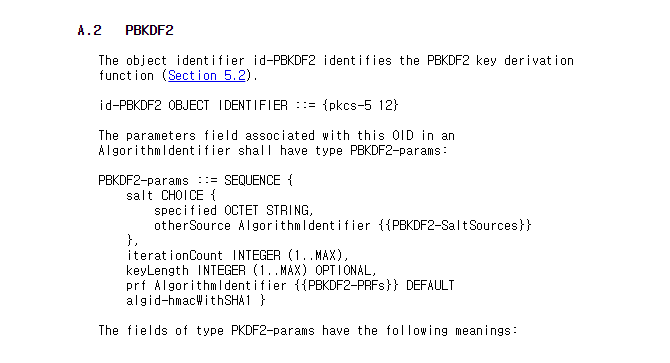 A.2   PBKDF2
The object identifier id-PBKDF2 identifies the PBKDF2 key derivation
function (Section 5.2).
id-PBKDF2 OBJECT IDENTIFIER ::= {pkcs-5 12}
The parameters field associated with this OID in an
AlgorithmIdentifier shall have type PBKDF2-params:
PBKDF2-params ::= SEQUENCE {
    salt CHOICE {
        specified OCTET STRING,
        otherSource AlgorithmIdentifier {{PBKDF2-SaltSources}}
    },
    iterationCount INTEGER (1..MAX),
    keyLength INTEGER (1..MAX) OPTIONAL,
    prf AlgorithmIdentifier {{PBKDF2-PRFs}} DEFAULT
    algid-hmacWithSHA1 }
The fields of type PKDF2-params have the following meanings: